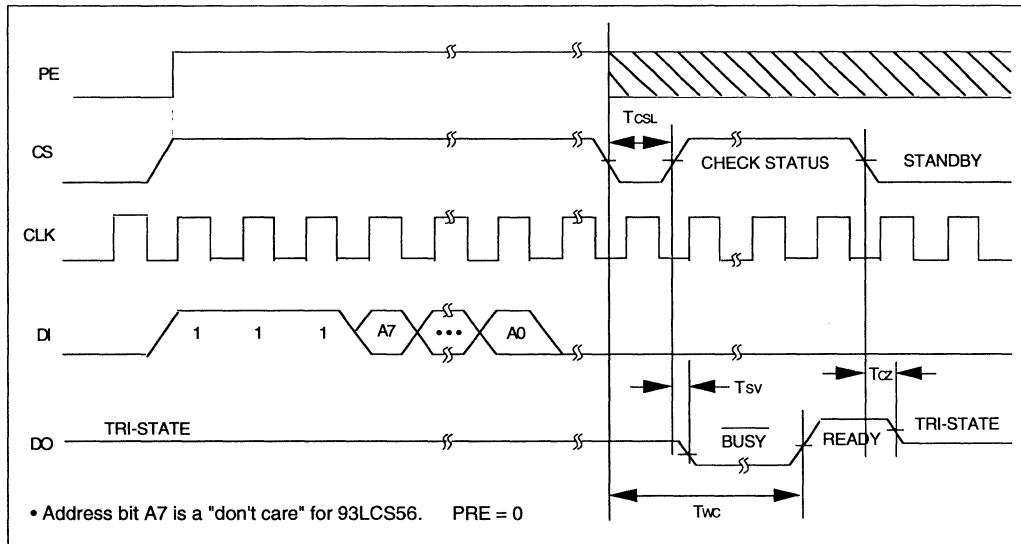 PE
TCSL
CS
CHECK STATUS
STANDBY
CLK
DI
1 1 1 A7 ••• A0
TSV
TCZ
DO
TRI-STATE
BUSY
READY
TRI-STATE
TWC
• Address bit A7 is a "don't care" for 93LCS56. PRE = 0